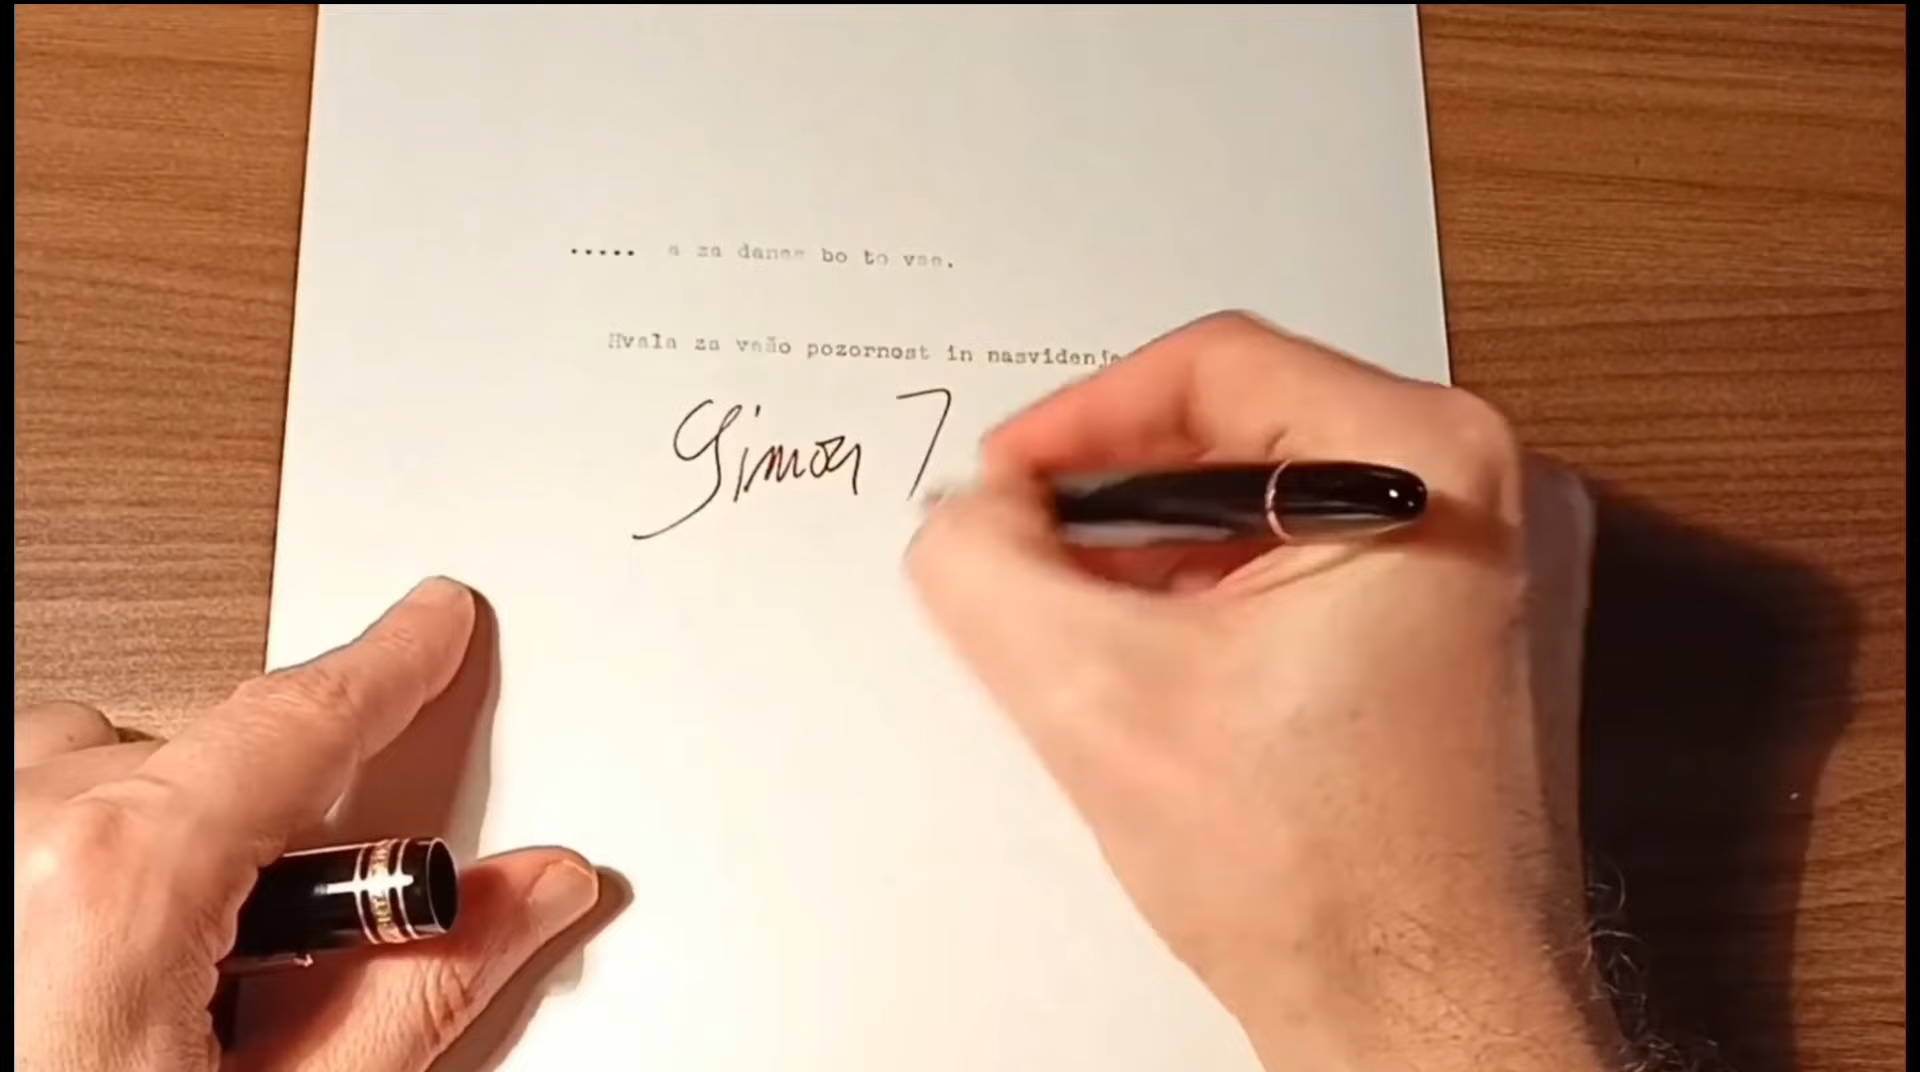 ..... a za danes bo to vse.
Hvala za vašo pozornost in nasvidenje
Simon